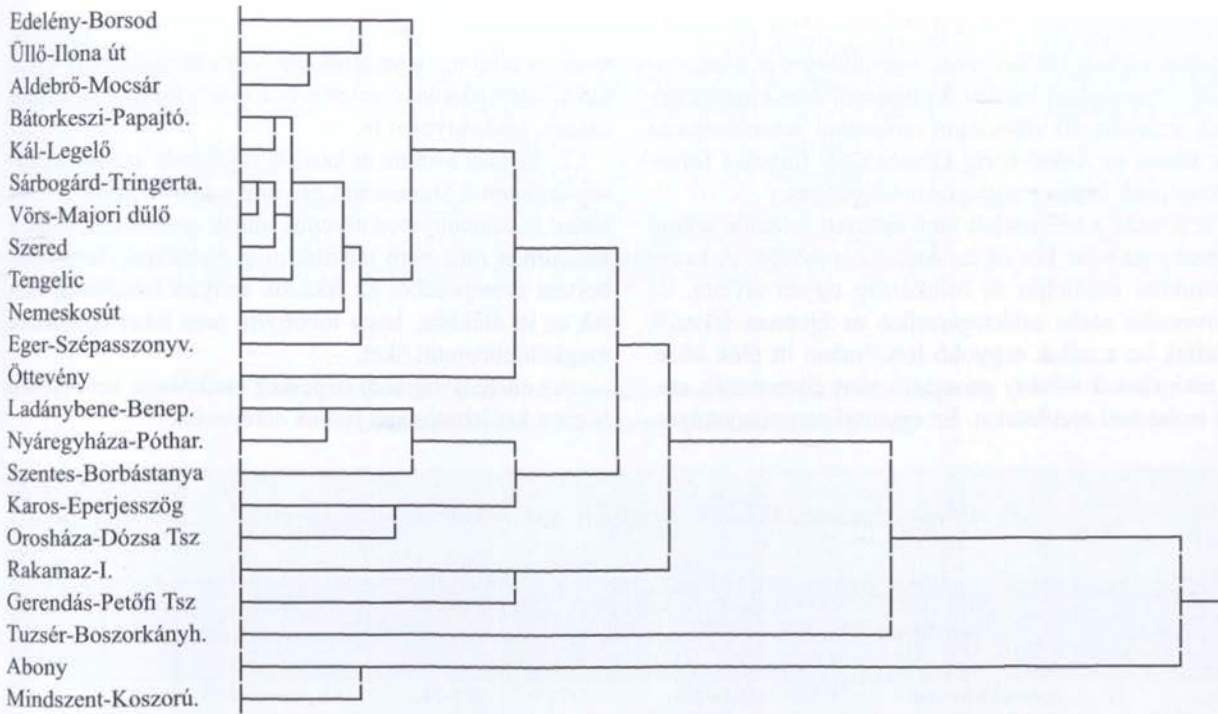 Edelény-Borsod
Üllő-Ilona út
Aldebrő-Mocsár
Bátorkeszi-Papajtó.
Kál-Legelő
Sárbogárd-Tringerta.
Vörs-Majori dűlő
Szered
Tengelic
Nemeskosút
Eger-Szépasszonyv.
Öttevény
Ladánybene-Benep.
Nyáregyháza-Póthar.
Szentes-Borbástanya
Karos-Eperjesszög
Orosháza-Dózsa Tsz
Rakamaz-I.
Gerendás-Petőfi Tsz
Tuzsér-Boszorkányh.
Abony
Mindszent-Koszorú.